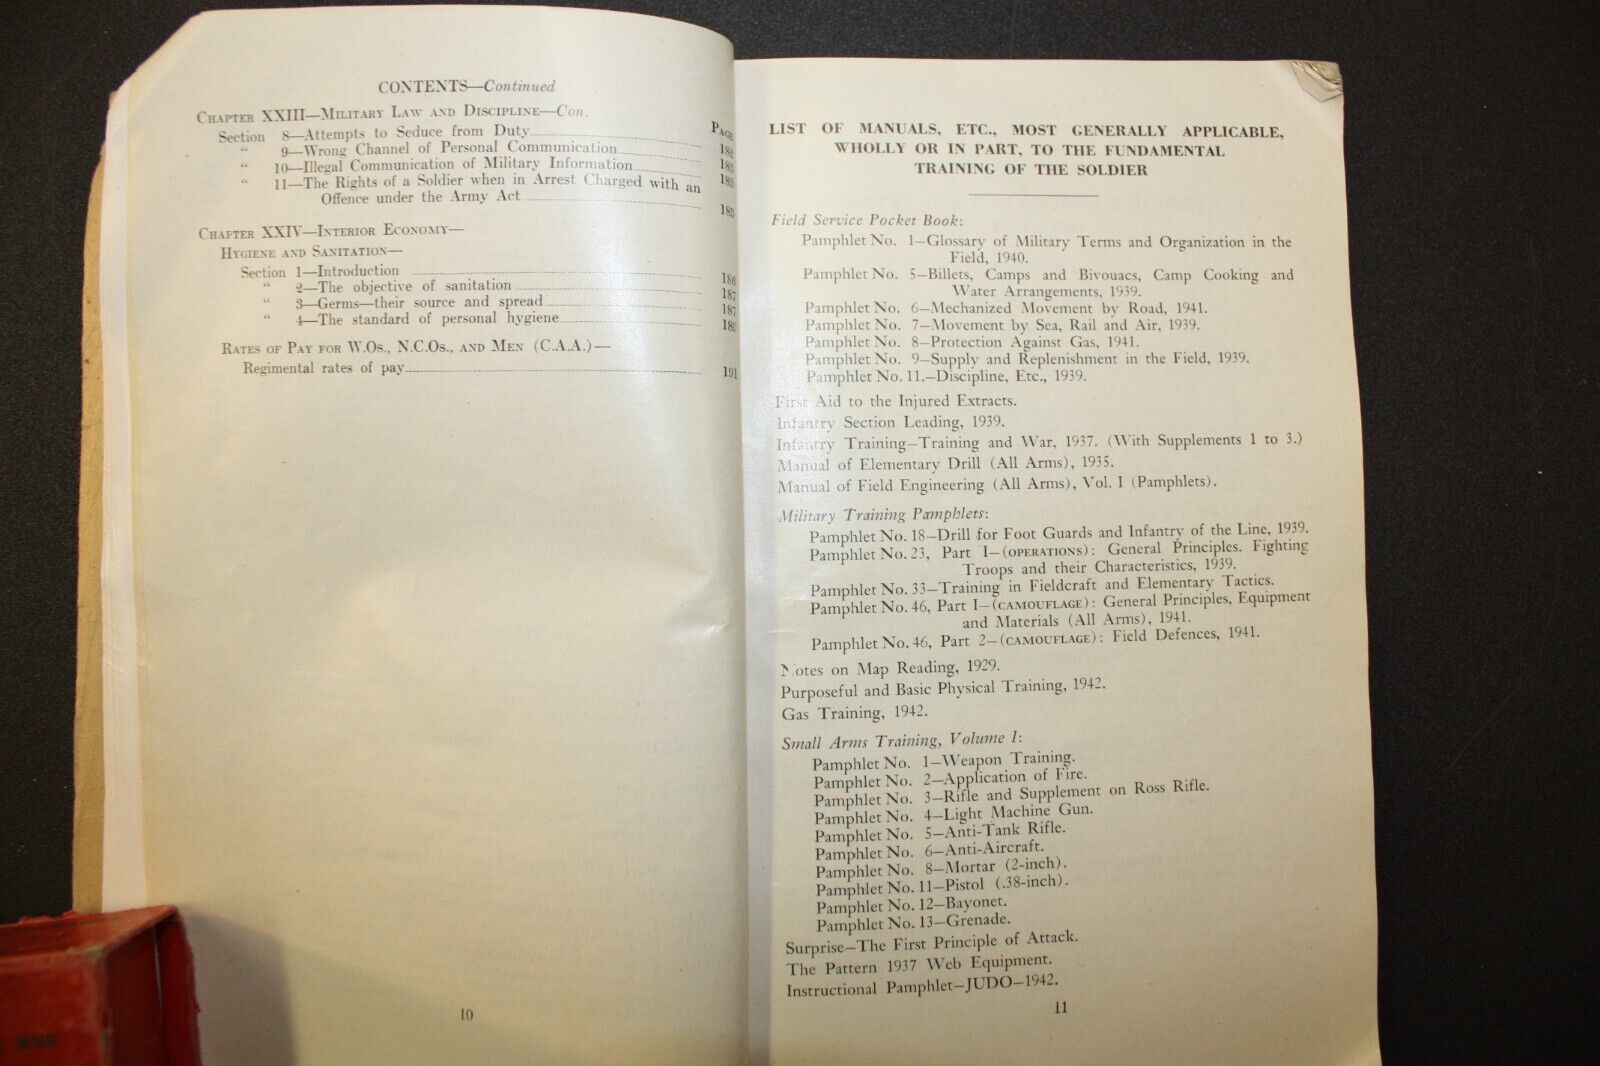 CONTENTS—Continued
CHAPTER XXIII—MILITARY LAW AND DISCIPLINE—Con.
PAGE
Section 8—Attempts to Seduce from Duty 182
“ 9—Wrong Channel of Personal Communication 183
“ 10—Illegal Communication of Military Information 183
“ 11—The Rights of a Soldier when in Arrest Charged with an
Offence under the Army Act 183
CHAPTER XXIV—INTERIOR ECONOMY—
HYGIENE AND SANITATION—
Section 1—Introduction 186
“ 2—The objective of sanitation 187
“ 3—Germs—their source and spread 187
“ 4—The standard of personal hygiene 189
RATES OF PAY FOR W.OS., N.C.OS., AND MEN (C.A.A.)—
Regimental rates of pay 191
10
LIST OF MANUALS, ETC., MOST GENERALLY APPLICABLE,
WHOLLY OR IN PART, TO THE FUNDAMENTAL
TRAINING OF THE SOLDIER
Field Service Pocket Book:
Pamphlet No. 1—Glossary of Military Terms and Organization in the
Field, 1940.
Pamphlet No. 5—Billets, Camps and Bivouacs, Camp Cooking and
Water Arrangements, 1939.
Pamphlet No. 6—Mechanized Movement by Road, 1941.
Pamphlet No. 7—Movement by Sea, Rail and Air, 1939.
Pamphlet No. 8—Protection Against Gas, 1941.
Pamphlet No. 9—Supply and Replenishment in the Field, 1939.
Pamphlet No. 11.—Discipline, Etc., 1939.
First Aid to the Injured Extracts.
Infantry Section Leading, 1939.
Infantry Training—Training and War, 1937. (With Supplements 1 to 3.)
Manual of Elementary Drill (All Arms), 1935.
Manual of Field Engineering (All Arms), Vol. I (Pamphlets).
Military Training Pamphlets:
Pamphlet No. 18—Drill for Foot Guards and Infantry of the Line, 1939.
Pamphlet No. 23, Part I—(OPERATIONS): General Principles. Fighting
Troops and their Characteristics, 1939.
Pamphlet No. 33—Training in Fieldcraft and Elementary Tactics.
Pamphlet No. 46, Part I—(CAMOUFLAGE): General Principles, Equipment
and Materials (All Arms), 1941.
Pamphlet No. 46, Part 2—(CAMOUFLAGE): Field Defences, 1941.
Notes on Map Reading, 1929.
Purposeful and Basic Physical Training, 1942.
Gas Training, 1942.
Small Arms Training, Volume I:
Pamphlet No. 1—Weapon Training.
Pamphlet No. 2—Application of Fire.
Pamphlet No. 3—Rifle and Supplement on Ross Rifle.
Pamphlet No. 4—Light Machine Gun.
Pamphlet No. 5—Anti-Tank Rifle.
Pamphlet No. 6—Anti-Aircraft.
Pamphlet No. 8—Mortar (2-inch).
Pamphlet No. 11—Pistol (.38-inch).
Pamphlet No. 12—Bayonet.
Pamphlet No. 13—Grenade.
Surprise—The First Principle of Attack.
The Pattern 1937 Web Equipment.
Instructional Pamphlet—JUDO—1942.
11